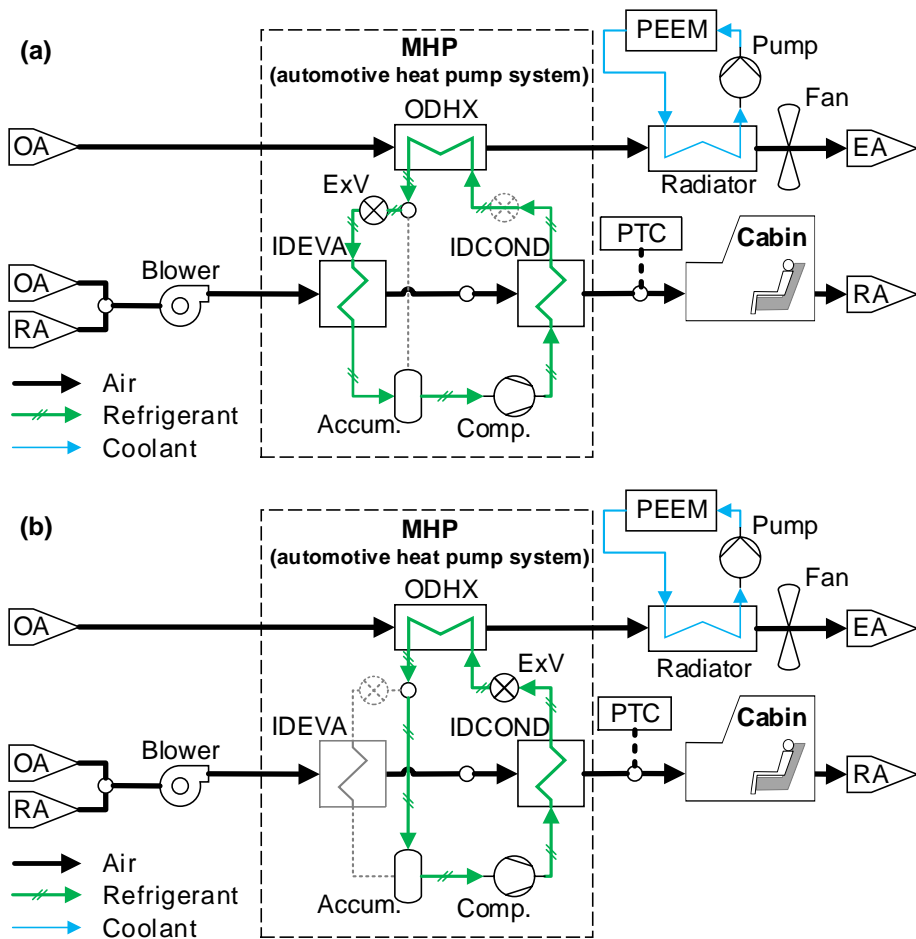 (a)
MHP
(automotive heat pump system)
PEEM
Pump
Fan
ODHX
OA
EA
Radiator
ExV
IDEVA
IDCOND
PTC
Cabin
OA
Blower
RA
RA
Air
Refrigerant
Coolant
Accum.
Comp.
(b)
MHP
(automotive heat pump system)
PEEM
Pump
Fan
ODHX
OA
EA
Radiator
ExV
IDEVA
IDCOND
PTC
Cabin
OA
Blower
RA
RA
Air
Refrigerant
Coolant
Accum.
Comp.